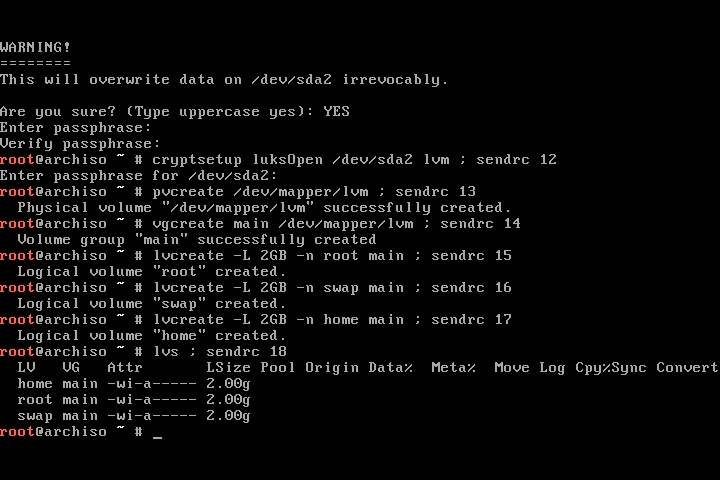 WARNING!
========
This will overwrite data on /dev/sda2 irrevocably.
Are you sure? (Type uppercase yes): YES
Enter passphrase:
Verify passphrase:
root@archiso ~ # cryptsetup luksOpen /dev/sda2 lvm ; sendrc 12
Enter passphrase for /dev/sda2:
root@archiso ~ # pvcreate /dev/mapper/lvm ; sendrc 13
  Physical volume "/dev/mapper/lvm" successfully created.
root@archiso ~ # vgcreate main /dev/mapper/lvm ; sendrc 14
  Volume group "main" successfully created
root@archiso ~ # lvcreate -L 2GB -n root main ; sendrc 15
  Logical volume "root" created.
root@archiso ~ # lvcreate -L 2GB -n swap main ; sendrc 16
  Logical volume "swap" created.
root@archiso ~ # lvcreate -L 2GB -n home main ; sendrc 17
  Logical volume "home" created.
root@archiso ~ # lvs ; sendrc 18
  LV   VG   Attr       LSize Pool Origin Data%  Meta%  Move Log Cpy%Sync Convert
  home main -wi-a----- 2.00g
  root main -wi-a----- 2.00g
  swap main -wi-a----- 2.00g
root@archiso ~ # _